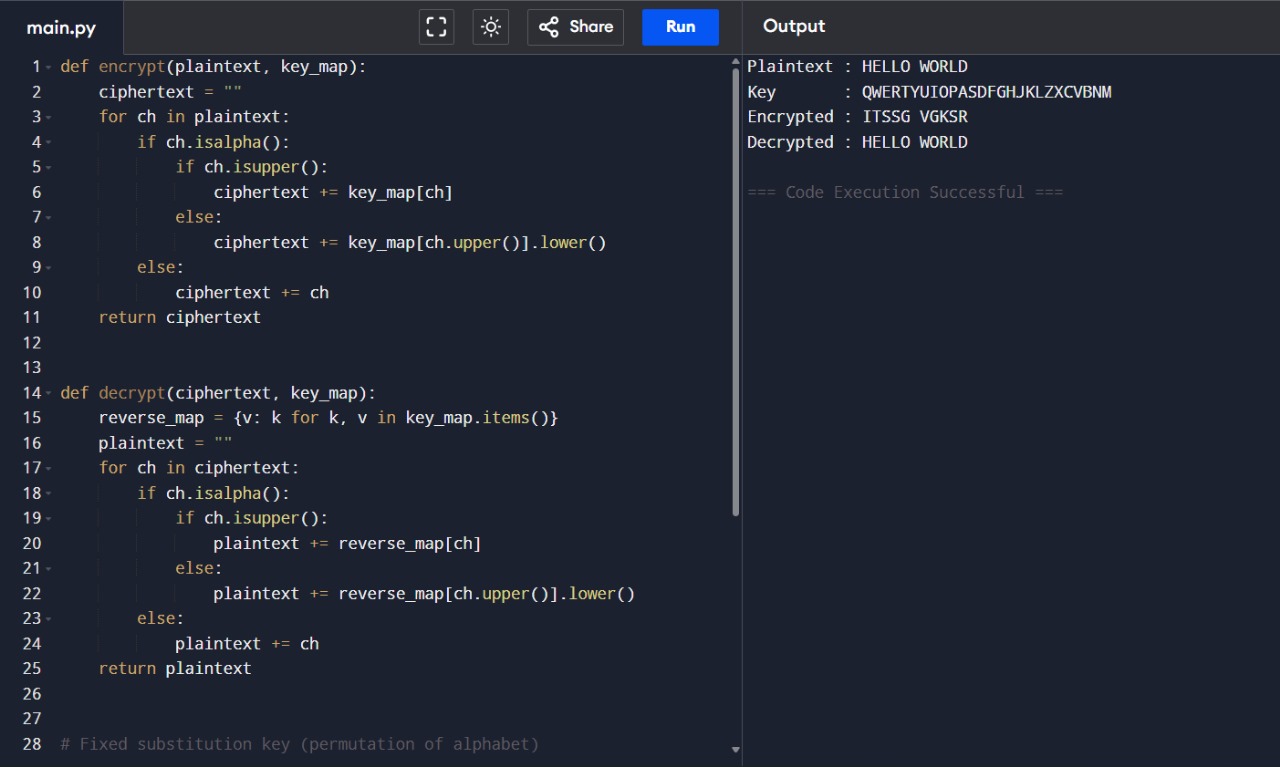 main.py
Share
Run
Output
1 def encrypt(plaintext, key_map):
2     ciphertext = ""
3     for ch in plaintext:
4         if ch.isalpha():
5             if ch.isupper():
6                 ciphertext += key_map[ch]
7             else:
8                 ciphertext += key_map[ch.upper()].lower()
9         else:
10             ciphertext += ch
11     return ciphertext
12
13
14 def decrypt(ciphertext, key_map):
15     reverse_map = {v: k for k, v in key_map.items()}
16     plaintext = ""
17     for ch in ciphertext:
18         if ch.isalpha():
19             if ch.isupper():
20                 plaintext += reverse_map[ch]
21             else:
22                 plaintext += reverse_map[ch.upper()].lower()
23         else:
24             plaintext += ch
25     return plaintext
26
27
28 # Fixed substitution key (permutation of alphabet)
Plaintext : HELLO WORLD
Key       : QWERTYUIOPASDFGHJKLZXCVBNM
Encrypted : ITSSG VGKSR
Decrypted : HELLO WORLD
=== Code Execution Successful ===